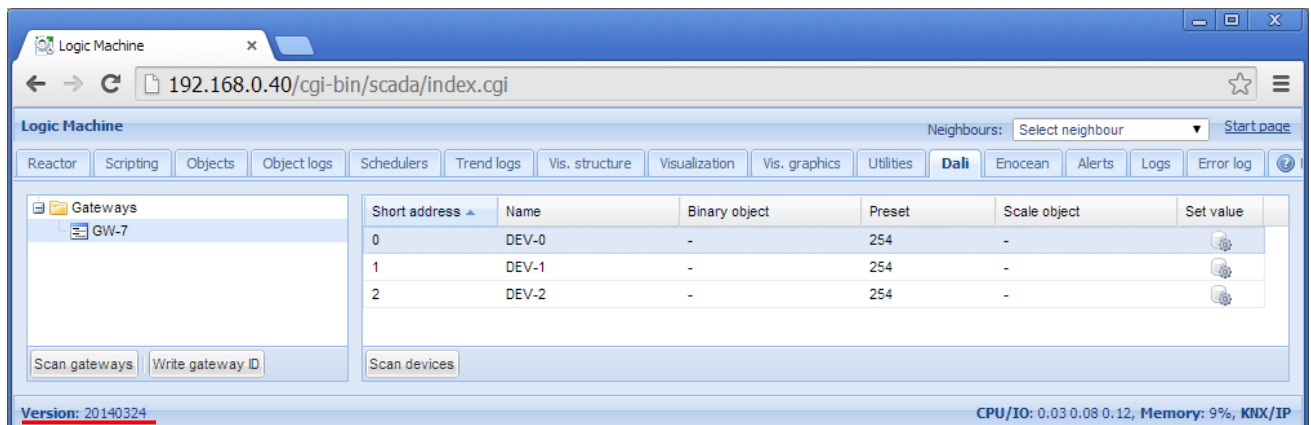 Logic Machine
192.168.0.40/cgi-bin/scada/index.cgi
Logic Machine Neighbours: Select neighbour Start page
Reactor Scripting Objects Object logs Schedulers Trend logs Vis. structure Visualization Vis. graphics Utilities Dali Enocean Alerts Logs Error log
Gateways
GW-7
Short address Name Binary object Preset Scale object Set value
0 DEV-0 - 254 -
1 DEV-1 - 254 -
2 DEV-2 - 254 -
Scan gateways Write gateway ID Scan devices
Version: 20140324 CPU/IO: 0.03 0.08 0.12, Memory: 9%, KNX/IP